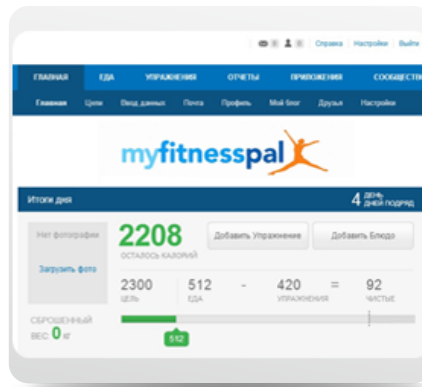 Справка Настройки Выйти
ГЛАВНАЯ ЕДА УПРАЖНЕНИЯ ОТЧЕТЫ ПРИЛОЖЕНИЯ СООБЩЕСТВ
Главная Цели Ввод данных Почта Профиль Мой блог Друзья Настройки
myfitnesspal
Итоги дня 4 ДЕНЬ ДНЕЙ ПОДРЯД
Нет фотографии
Загрузить фото
2208
ОСТАЛОСЬ КАЛОРИЙ
Добавить Упражнение Добавить Блюдо
2300 512 - 420 = 92
ЦЕЛЬ ЕДА УПРАЖНЕНИЯ ЧИСТЫЕ
СБРОШЕННЫЙ
ВЕС: 0 кг
512